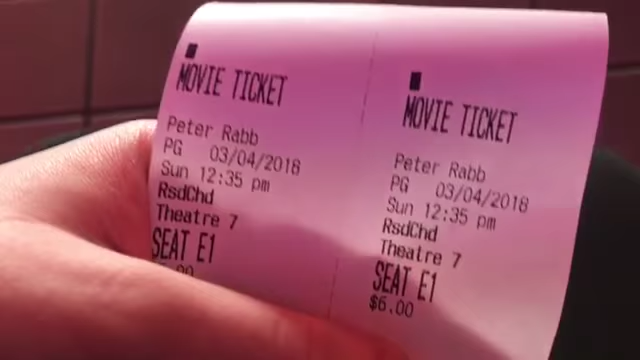 MOVIE TICKET
Peter Rabb
PG 03/04/2018
Sun 12:35 pm
RsdChd
Theatre 7
SEAT E1
.00
MOVIE TICKET
Peter Rabb
PG 03/04/2018
Sun 12:35 pm
RsdChd
Theatre 7
SEAT E1
$6.00